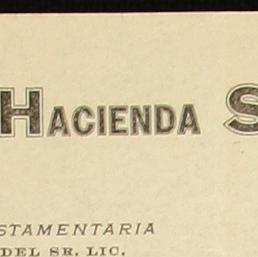 HACIENDA S
STAMENTARIA
DEL SR. LIC.